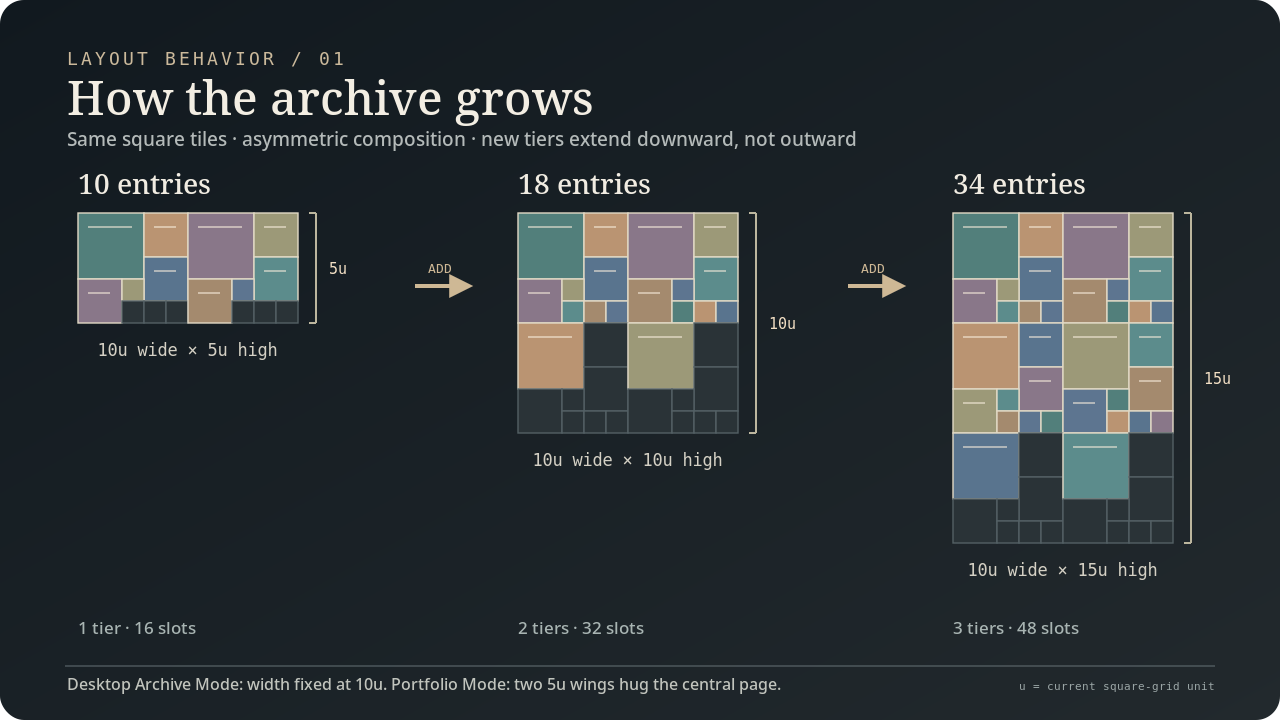 LAYOUT BEHAVIOR / 01
How the archive grows
Same square tiles · asymmetric composition · new tiers extend downward, not outward
10 entries
5u
10u wide × 5u high
1 tier · 16 slots
ADD
18 entries
10u
10u wide × 10u high
2 tiers · 32 slots
ADD
34 entries
15u
10u wide × 15u high
3 tiers · 48 slots
Desktop Archive Mode: width fixed at 10u. Portfolio Mode: two 5u wings hug the central page.
u = current square-grid unit